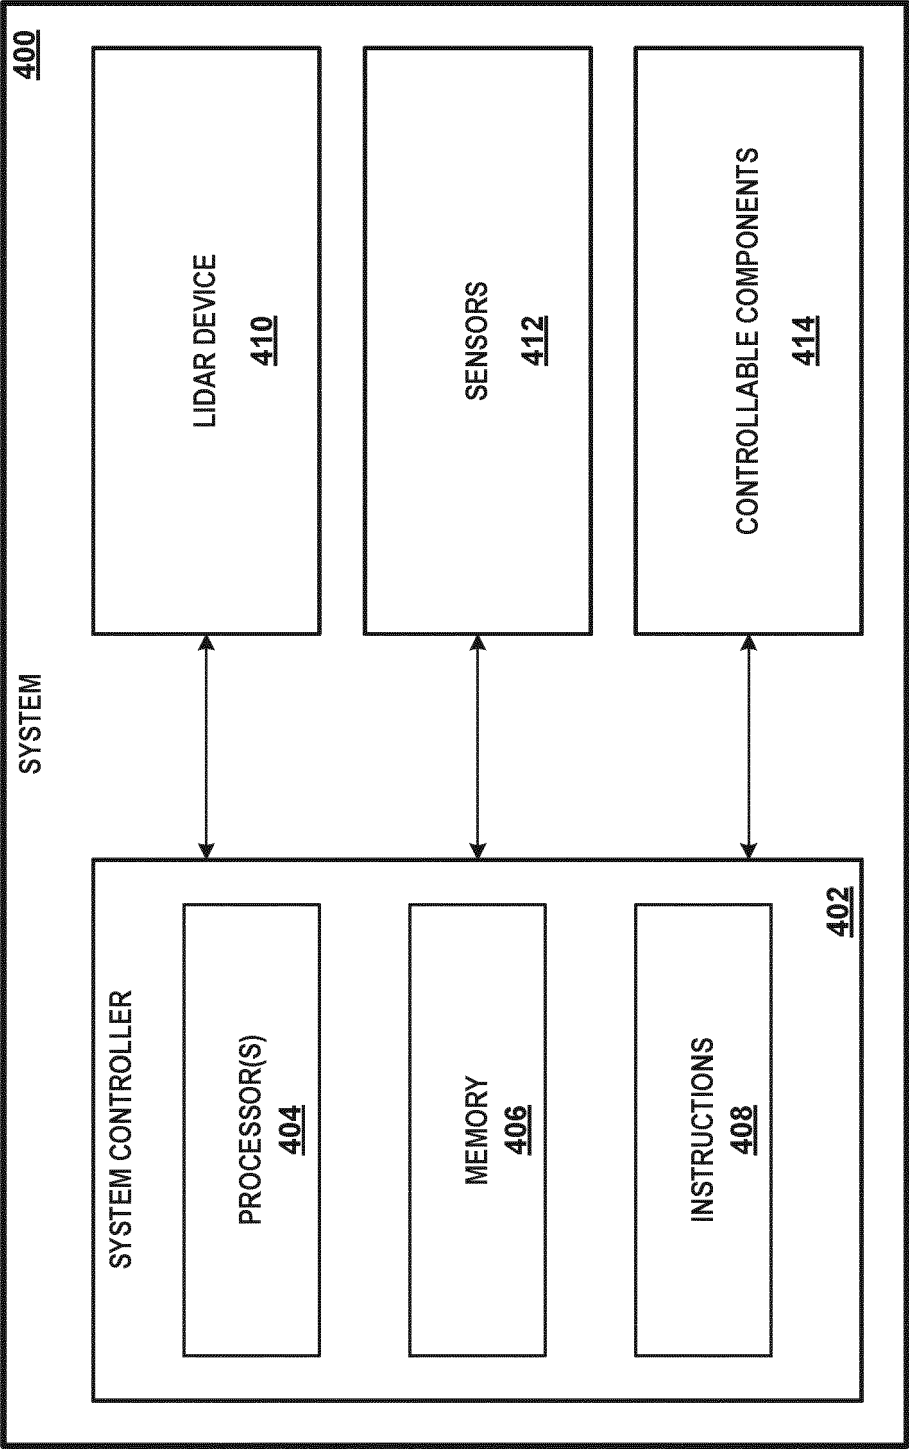 SYSTEM
400
SYSTEM CONTROLLER
PROCESSOR(S)
404
MEMORY
406
INSTRUCTIONS
408
402
LIDAR DEVICE
410
SENSORS
412
CONTROLLABLE COMPONENTS
414